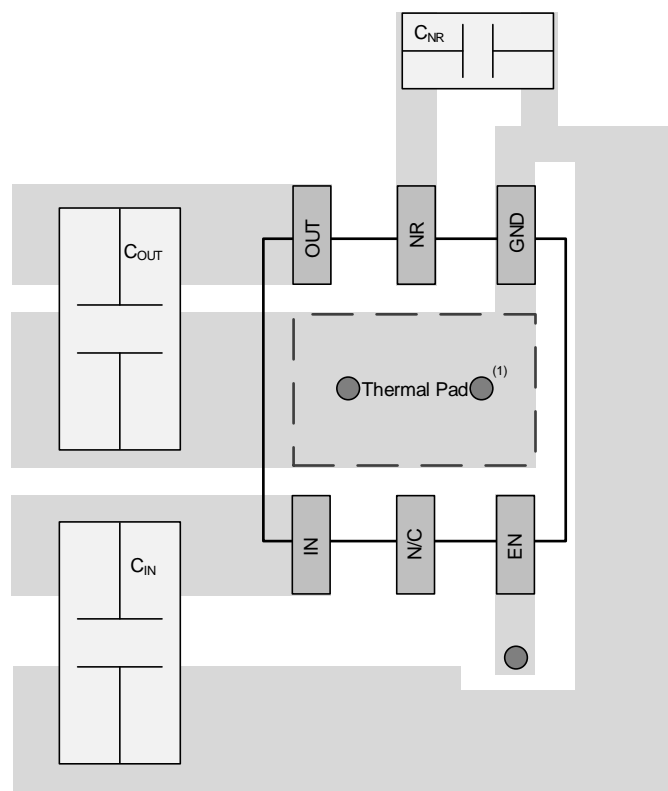 CNR
OUT
NR
GND
COUT
Thermal Pad
(1)
IN
N/C
EN
CIN